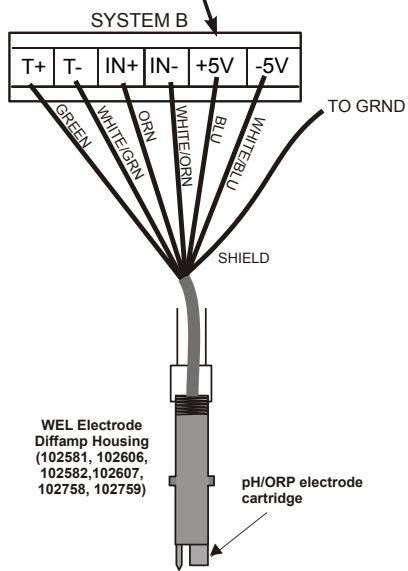 SYSTEM B
T+ T- IN+ IN- +5V -5V
GREEN
WHITE/GRN
ORN
WHITE/ORN
BLU
WHITE/BLU
TO GRND
SHIELD
WEL Electrode
Diffamp Housing
(102581, 102606,
102582,102607,
102758, 102759)
pH/ORP electrode
cartridge